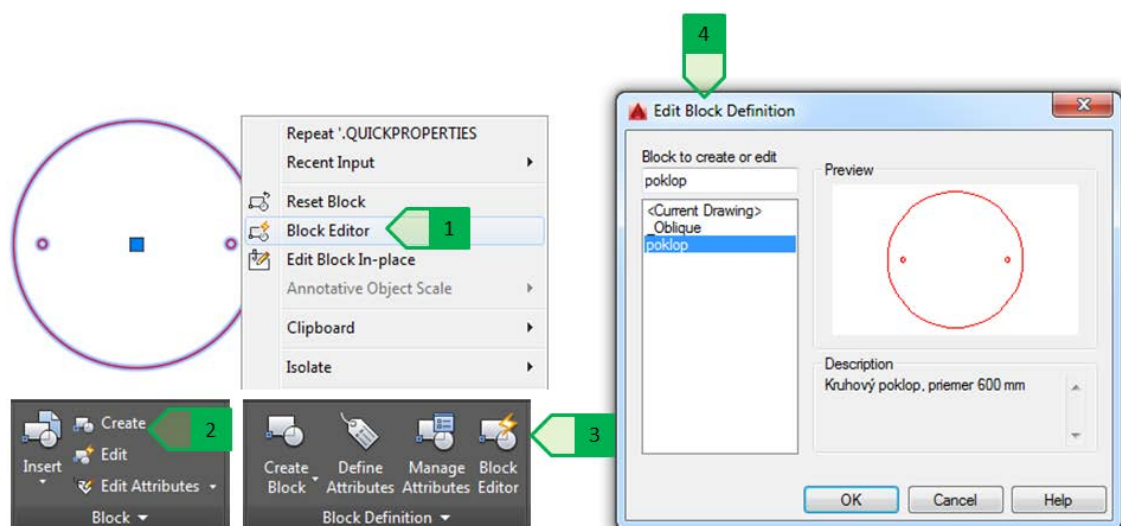 4
Repeat '.QUICKPROPERTIES
Recent Input
Reset Block
Block Editor
1
Edit Block In-place
Annotative Object Scale
Clipboard
Isolate
Insert
Create
2
Edit
Edit Attributes
Block
Create Block
Define Attributes
Manage Attributes
Block Editor
3
Block Definition
Edit Block Definition
Block to create or edit
poklop
<Current Drawing>
_Oblique
poklop
Preview
Description
Kruhový poklop, priemer 600 mm
OK Cancel Help